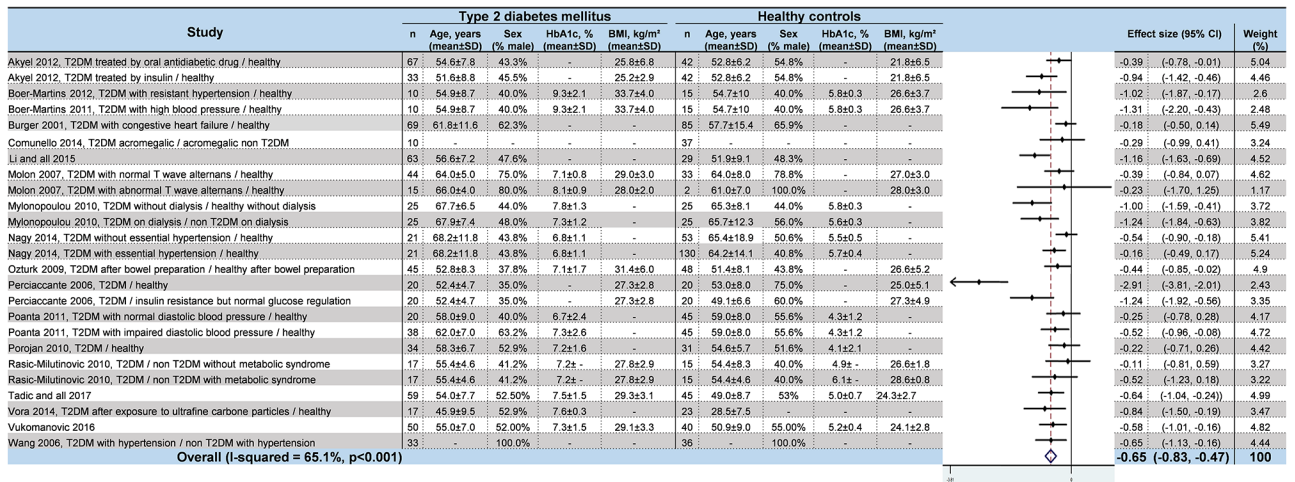 Study Type 2 diabetes mellitus Healthy controls Effect size (95% CI) Weight (%)
n Age, years (mean±SD) Sex (% male) HbA1c, % (mean±SD) BMI, kg/m² (mean±SD) n Age, years (mean±SD) Sex (% male) HbA1c, % (mean±SD) BMI, kg/m² (mean±SD)
Akyel 2012, T2DM treated by oral antidiabetic drug / healthy 67 54.6±7.8 43.3% - 25.8±6.8 42 52.8±6.2 54.8% - 21.8±6.5 -0.39 (-0.78, -0.01) 5.04
Akyel 2012, T2DM treated by insulin / healthy 33 51.6±8.8 45.5% - 25.2±2.9 42 52.8±6.2 54.8% - 21.8±6.5 -0.94 (-1.42, -0.46) 4.46
Boer-Martins 2012, T2DM with resistant hypertension / healthy 10 54.9±8.7 40.0% 9.3±2.1 33.7±4.0 15 54.7±10 40.0% 5.8±0.3 26.6±3.7 -1.02 (-1.87, -0.17) 2.6
Boer-Martins 2011, T2DM with high blood pressure / healthy 10 54.9±8.7 40.0% 9.3±2.1 33.7±4.0 15 54.7±10 40.0% 5.8±0.3 26.6±3.7 -1.31 (-2.20, -0.43) 2.48
Burger 2001, T2DM with congestive heart failure / healthy 69 61.8±11.6 62.3% - - 85 57.7±15.4 65.9% - - -0.18 (-0.50, 0.14) 5.49
Comunello 2014, T2DM acromegalic / acromegalic non T2DM 10 - - - - 37 - - - - -0.29 (-0.99, 0.41) 3.24
Li and all 2015 63 56.6±7.2 47.6% - - 29 51.9±9.1 48.3% - - -1.16 (-1.63, -0.69) 4.52
Molon 2007, T2DM with normal T wave alternans / healthy 44 64.0±5.0 75.0% 7.1±0.8 29.0±3.0 33 64.0±8.0 78.8% - 27.0±3.0 -0.39 (-0.84, 0.07) 4.62
Molon 2007, T2DM with abnormal T wave alternans / healthy 15 66.0±4.0 80.0% 8.1±0.9 28.0±2.0 2 61.0±7.0 100.0% - 28.0±3.0 -0.23 (-1.70, 1.25) 1.17
Mylonopoulou 2010, T2DM without dialysis / healthy without dialysis 25 67.7±6.5 44.0% 7.8±1.3 - 25 65.3±8.1 44.0% 5.8±0.3 - -1.00 (-1.59, -0.41) 3.72
Mylonopoulou 2010, T2DM on dialysis / non T2DM on dialysis 25 67.9±7.4 48.0% 7.3±1.2 - 25 65.7±12.3 56.0% 5.6±0.3 - -1.24 (-1.84, -0.63) 3.82
Nagy 2014, T2DM without essential hypertension / healthy 21 68.2±11.8 43.8% 6.8±1.1 - 53 65.4±18.9 50.6% 5.5±0.5 - -0.54 (-0.90, -0.18) 5.41
Nagy 2014, T2DM with essential hypertension / healthy 21 68.2±11.8 43.8% 6.8±1.1 - 130 64.2±14.1 40.8% 5.7±0.4 - -0.16 (-0.49, 0.17) 5.24
Ozturk 2009, T2DM after bowel preparation / healthy after bowel preparation 45 52.8±8.3 37.8% 7.1±1.7 31.4±6.0 48 51.4±8.1 43.8% - 26.6±5.2 -0.44 (-0.85, -0.02) 4.9
Perciaccante 2006, T2DM / healthy 20 52.4±4.7 35.0% - 27.3±2.8 20 53.0±8.0 75.0% - 25.0±5.1 -2.91 (-3.81, -2.01) 2.43
Perciaccante 2006, T2DM / insulin resistance but normal glucose regulation 20 52.4±4.7 35.0% - 27.3±2.8 20 49.1±6.6 60.0% - 27.3±4.9 -1.24 (-1.92, -0.56) 3.35
Poanta 2011, T2DM with normal diastolic blood pressure / healthy 20 58.0±9.0 40.0% 6.7±2.4 - 45 59.0±8.0 55.6% 4.3±1.2 - -0.25 (-0.78, 0.28) 4.17
Poanta 2011, T2DM with impaired diastolic blood pressure / healthy 38 62.0±7.0 63.2% 7.3±2.6 - 45 59.0±8.0 55.6% 4.3±1.2 - -0.52 (-0.96, -0.08) 4.72
Porojan 2010, T2DM / healthy 34 58.3±6.7 52.9% 7.2±1.6 - 31 54.6±5.7 51.6% 4.1±2.1 - -0.22 (-0.71, 0.26) 4.42
Rasic-Milutinovic 2010, T2DM / non T2DM without metabolic syndrome 17 55.4±4.6 41.2% 7.2± - 27.8±2.9 15 54.4±8.3 40.0% 4.9± - 26.6±1.8 -0.11 (-0.81, 0.59) 3.27
Rasic-Milutinovic 2010, T2DM / non T2DM with metabolic syndrome 17 55.4±4.6 41.2% 7.2± - 27.8±2.9 15 54.4±4.6 40.0% 6.1± - 28.6±0.8 -0.52 (-1.23, 0.18) 3.22
Tadic and all 2017 59 54.0±7.7 52.50% 7.5±1.5 29.3±3.1 45 49.0±8.7 53% 5.0±0.7 24.3±2.7 -0.64 (-1.04, -0.24)) 4.99
Vora 2014, T2DM after exposure to ultrafine carbone particles / healthy 17 45.9±9.5 52.9% 7.6±0.3 - 23 28.5±7.5 - - - -0.84 (-1.50, -0.19) 3.47
Vukomanovic 2016 50 55.0±7.0 52.00% 7.3±1.5 29.1±3.3 40 50.9±9.0 55.00% 5.2±0.4 24.1±2.8 -0.58 (-1.01, -0.16) 4.82
Wang 2006, T2DM with hypertension / non T2DM with hypertension 33 - 100.0% - - 36 - 100.0% - - -0.65 (-1.13, -0.16) 4.44
Overall (I-squared = 65.1%, p<0.001) -0.65 (-0.83, -0.47) 100
0